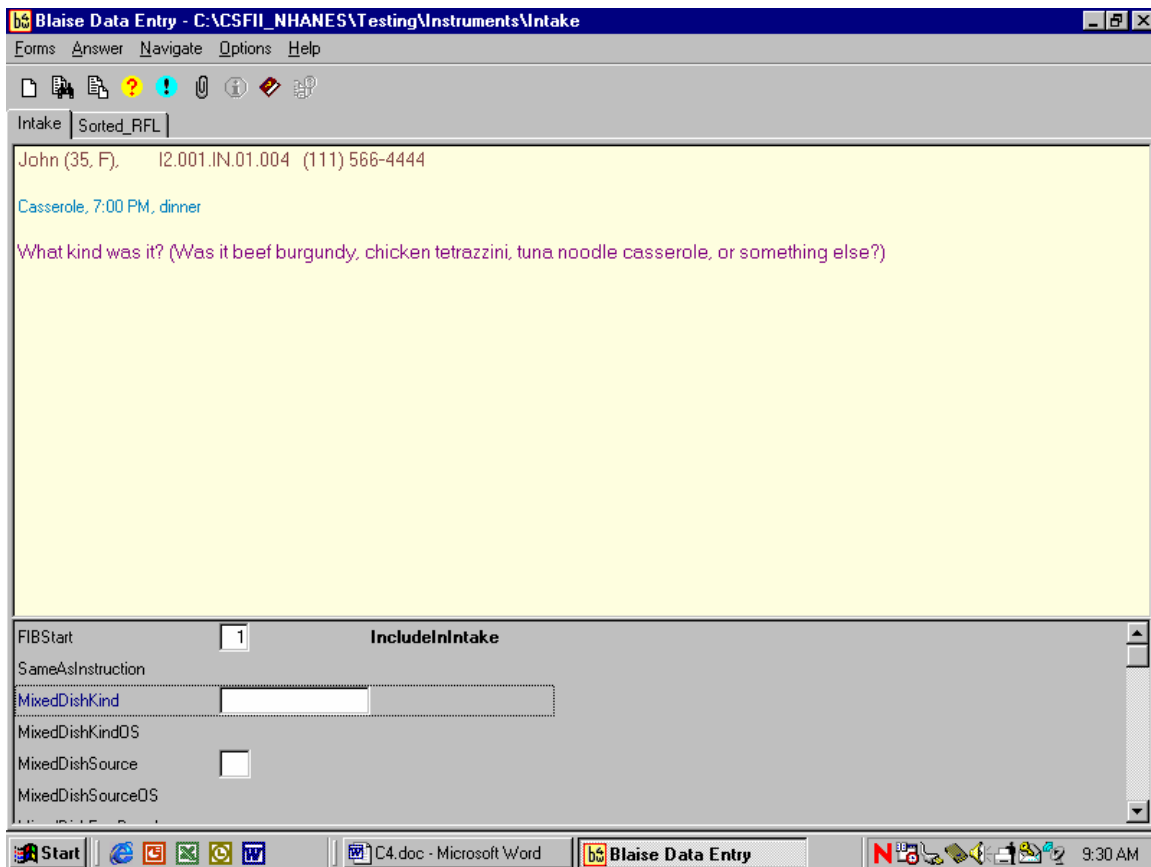 Blaise Data Entry - C:\CSFII_NHANES\Testing\Instruments\Intake
Forms Answer Navigate Options Help
Intake Sorted_RFL
John (35, F), I2.001.IN.01.004 (111) 566-4444
Casserole, 7:00 PM, dinner
What kind was it? (Was it beef burgundy, chicken tetrazzini, tuna noodle casserole, or something else?)
FIBStart 1 IncludeInIntake
SameAsInstruction
MixedDishKind
MixedDishKindOS
MixedDishSource
MixedDishSourceOS
Start C4.doc - Microsoft Word Blaise Data Entry 9:30 AM